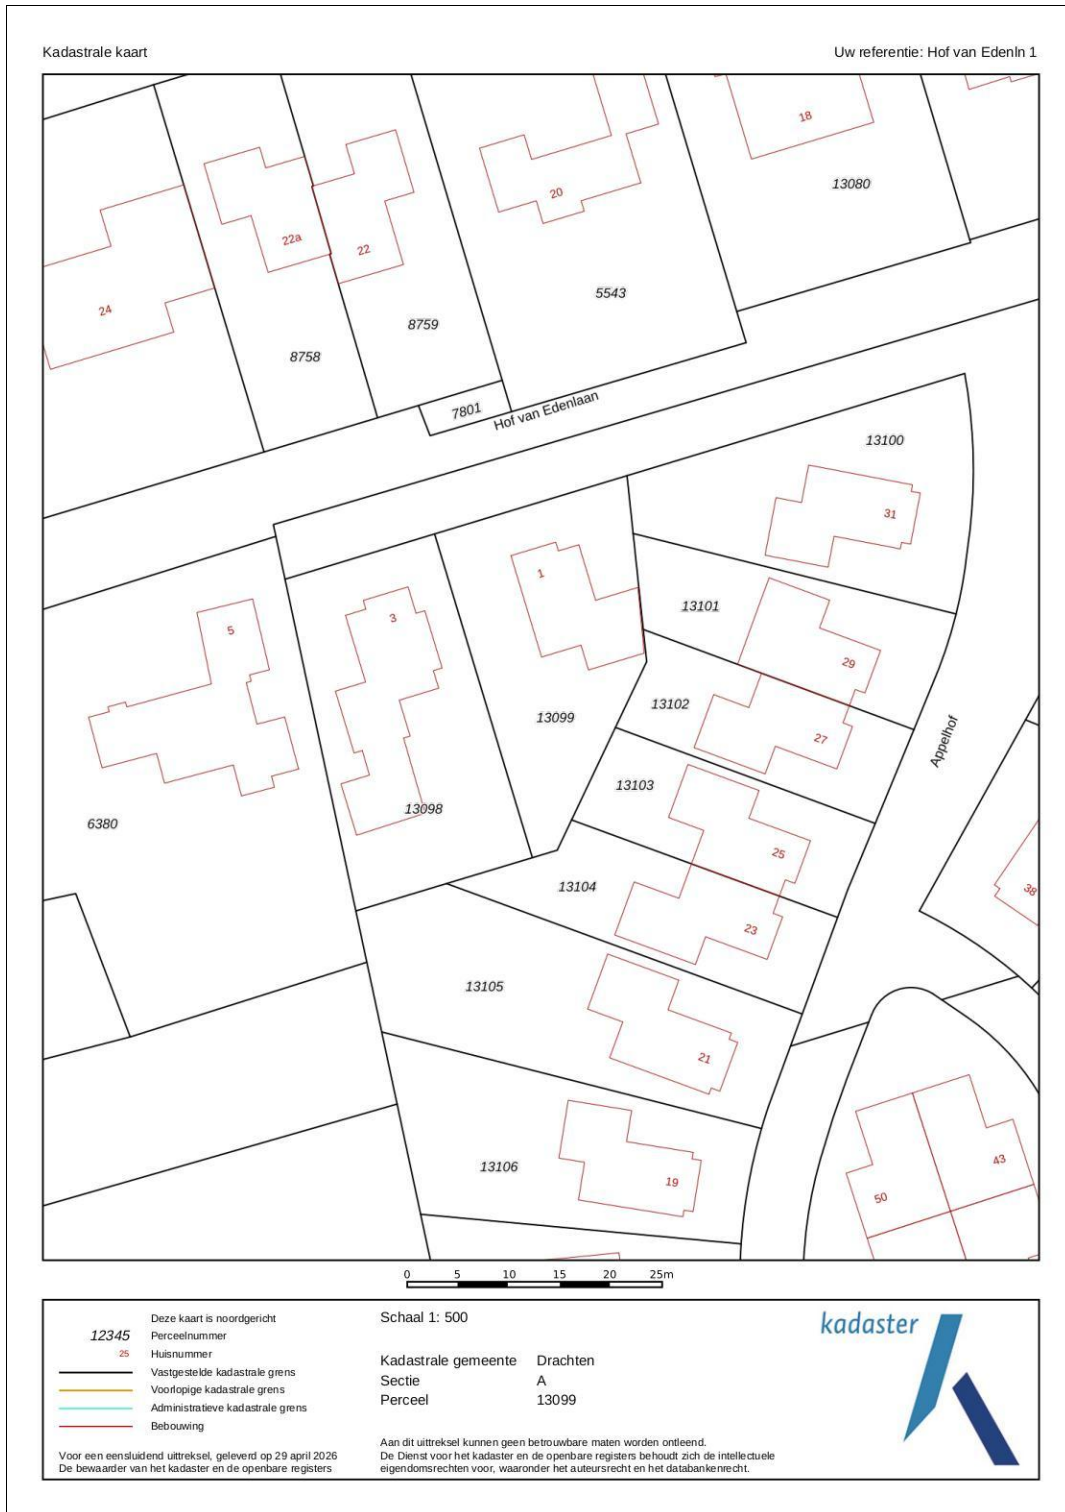 Kadastrale kaart
Uw referentie: Hof van Edenln 1
18
13080
20
22a
22
24
5543
8759
8758
7801
Hof van Edenlaan
13100
31
1
13101
3
5
29
13102
13099
27
Appelhof
13103
13098
6380
25
13104
38
23
13105
21
13106
19
43
50
0 5 10 15 20 25m
Deze kaart is noordgericht
12345 Perceelnummer
25 Huisnummer
Vastgestelde kadastrale grens
Voorlopige kadastrale grens
Administratieve kadastrale grens
Bebouwing
Voor een eensluidend uittreksel, geleverd op 29 april 2026
De bewaarder van het kadaster en de openbare registers
Schaal 1: 500
Kadastrale gemeente Drachten
Sectie A
Perceel 13099
Aan dit uittreksel kunnen geen betrouwbare maten worden ontleend.
De Dienst voor het kadaster en de openbare registers behoudt zich de intellectuele
eigendomsrechten voor, waaronder het auteursrecht en het databankenrecht.
kadaster